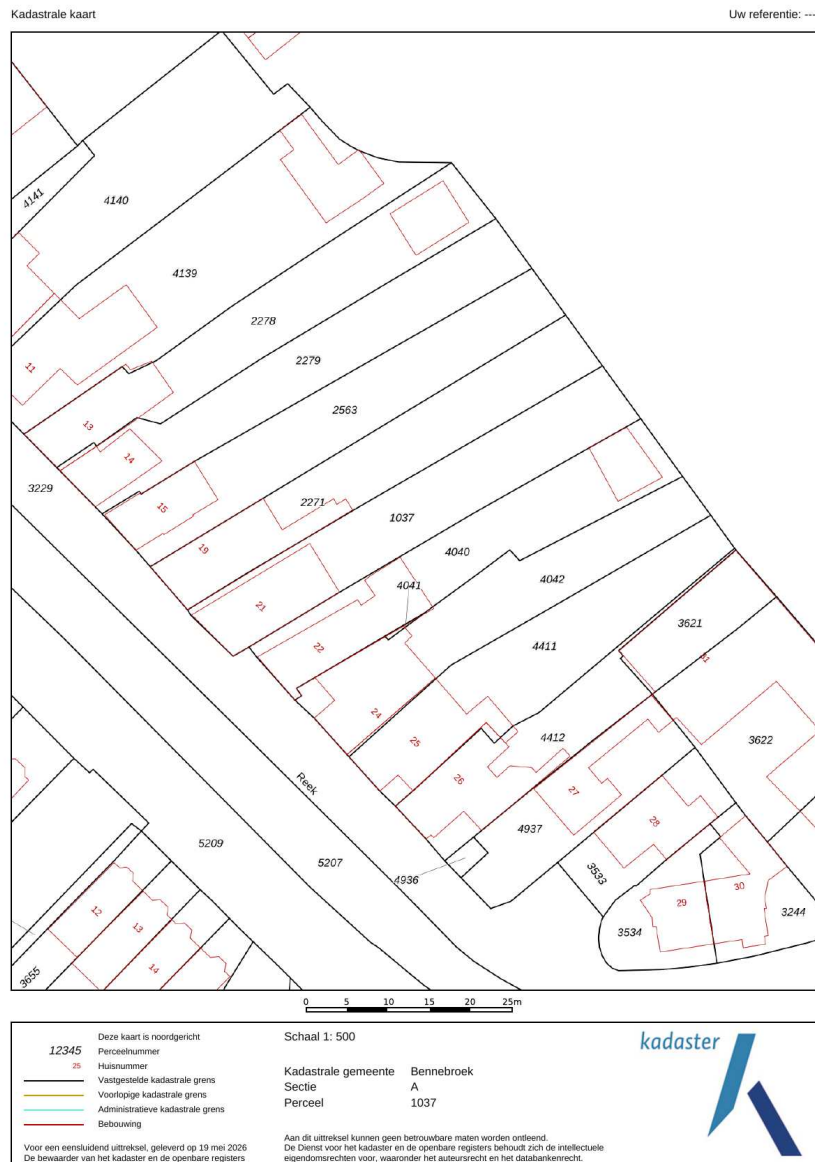 Kadastrale kaart
Uw referentie: ---
4141
4140
4139
2278
2279
2563
11
13
14
15
3229
19
2271
1037
4040
4041
4042
21
22
4411
3621
31
24
25
26
4412
3622
27
28
4937
Reek
5209
5207
4936
3533
29
30
3534
3244
12
13
14
3655
0 5 10 15 20 25m
Deze kaart is noordgericht
12345 Perceelnummer
25 Huisnummer
Vastgestelde kadastrale grens
Voorlopige kadastrale grens
Administratieve kadastrale grens
Bebouwing
Voor een eensluidend uittreksel, geleverd op 19 mei 2026
De bewaarder van het kadaster en de openbare registers
Schaal 1: 500
Kadastrale gemeente Bennebroek
Sectie A
Perceel 1037
Aan dit uittreksel kunnen geen betrouwbare maten worden ontleend.
De Dienst voor het kadaster en de openbare registers behoudt zich de intellectuele
eigendomsrechten voor, waaronder het auteursrecht en het databankenrecht.
kadaster